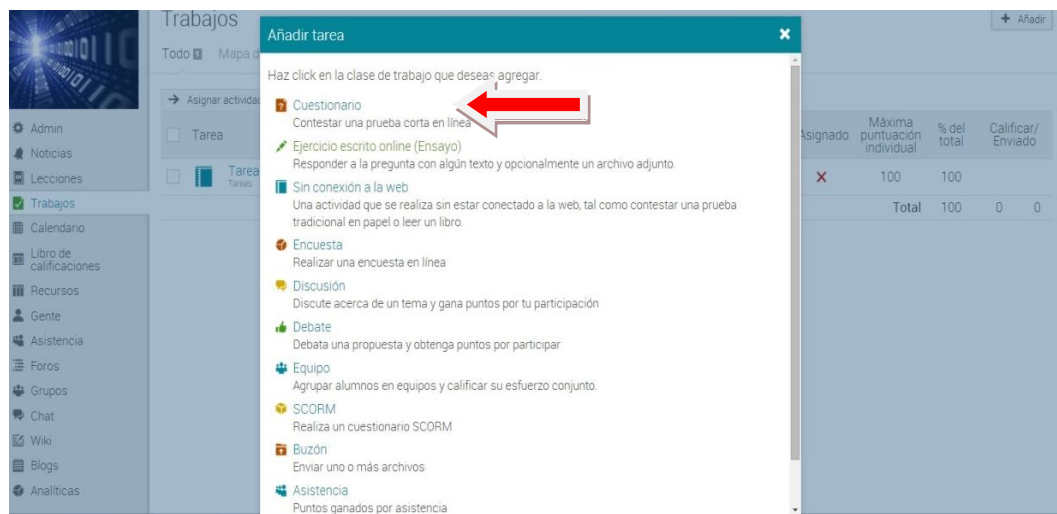 Trabajos
+ Añadir
Todo 1 Mapa d
→ Asignar actividad
Admin
Noticias
Lecciones
Trabajos
Calendario
Libro de
calificaciones
Recursos
Gente
Asistencia
Foros
Grupos
Chat
Wiki
Blogs
Analíticas
Tarea
Asignado
Máxima
puntuación
individual
% del
total
Calificar/
Enviado
Tarea
Tareas
100 100
Total 100 0 0
Añadir tarea
Haz click en la clase de trabajo que deseas agregar.
Cuestionario
Contestar una prueba corta en línea
Ejercicio escrito online (Ensayo)
Responder a la pregunta con algún texto y opcionalmente un archivo adjunto.
Sin conexión a la web
Una actividad que se realiza sin estar conectado a la web, tal como contestar una prueba
tradicional en papel o leer un libro.
Encuesta
Realizar una encuesta en línea
Discusión
Discute acerca de un tema y gana puntos por tu participación
Debate
Debata una propuesta y obtenga puntos por participar
Equipo
Agrupar alumnos en equipos y calificar su esfuerzo conjunto.
SCORM
Realiza un cuestionario SCORM
Buzón
Enviar uno o más archivos
Asistencia
Puntos ganados por asistencia